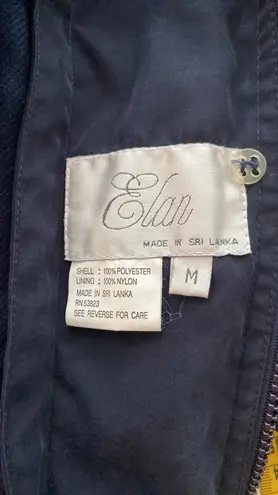 Elan
MADE IN SRI LANKA
M
SHELL : 100% POLYESTER
LINING : 100% NYLON
MADE IN SRI LANKA
RN 53923
SEE REVERSE FOR CARE